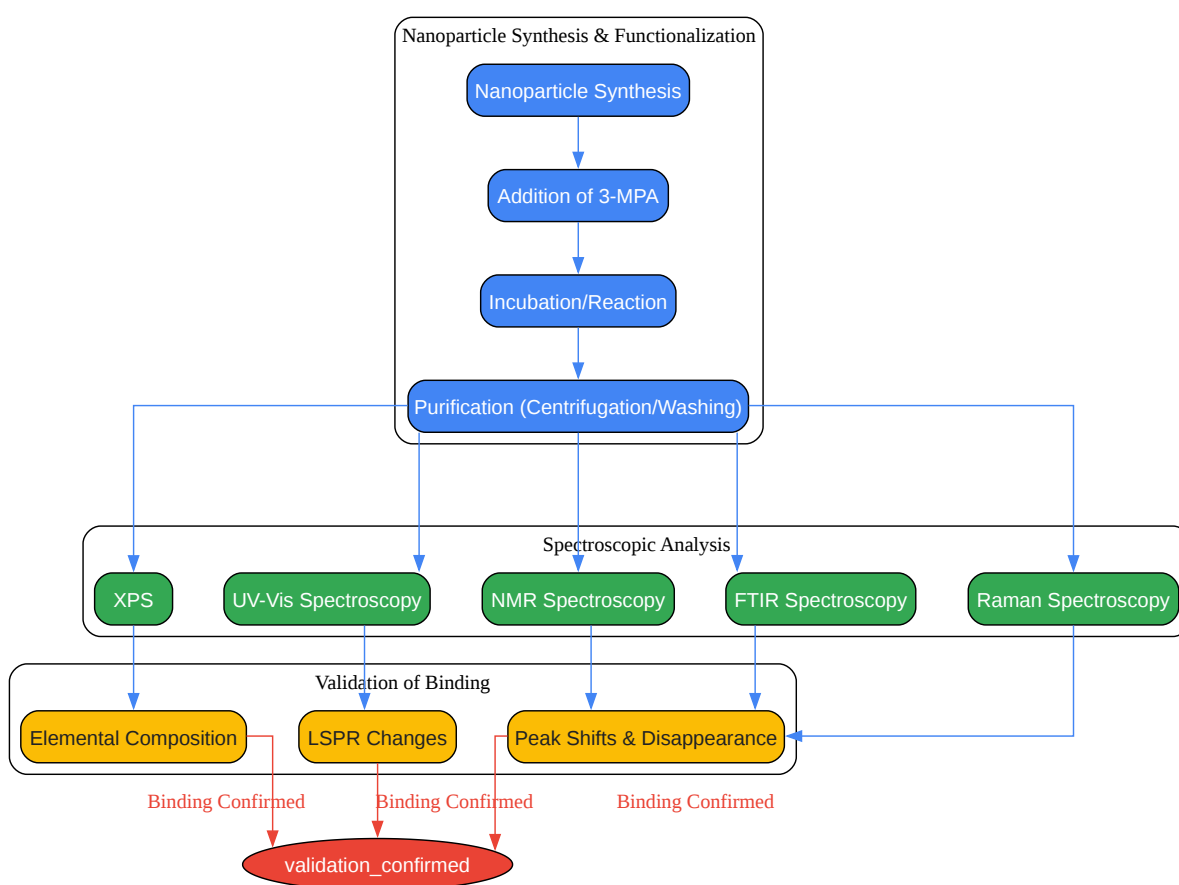 Nanoparticle Synthesis & Functionalization
Nanoparticle Synthesis
Addition of 3-MPA
Incubation/Reaction
Purification (Centrifugation/Washing)
Spectroscopic Analysis
XPS
UV-Vis Spectroscopy
NMR Spectroscopy
FTIR Spectroscopy
Raman Spectroscopy
Validation of Binding
Elemental Composition
LSPR Changes
Peak Shifts & Disappearance
Binding Confirmed
Binding Confirmed
Binding Confirmed
validation_confirmed